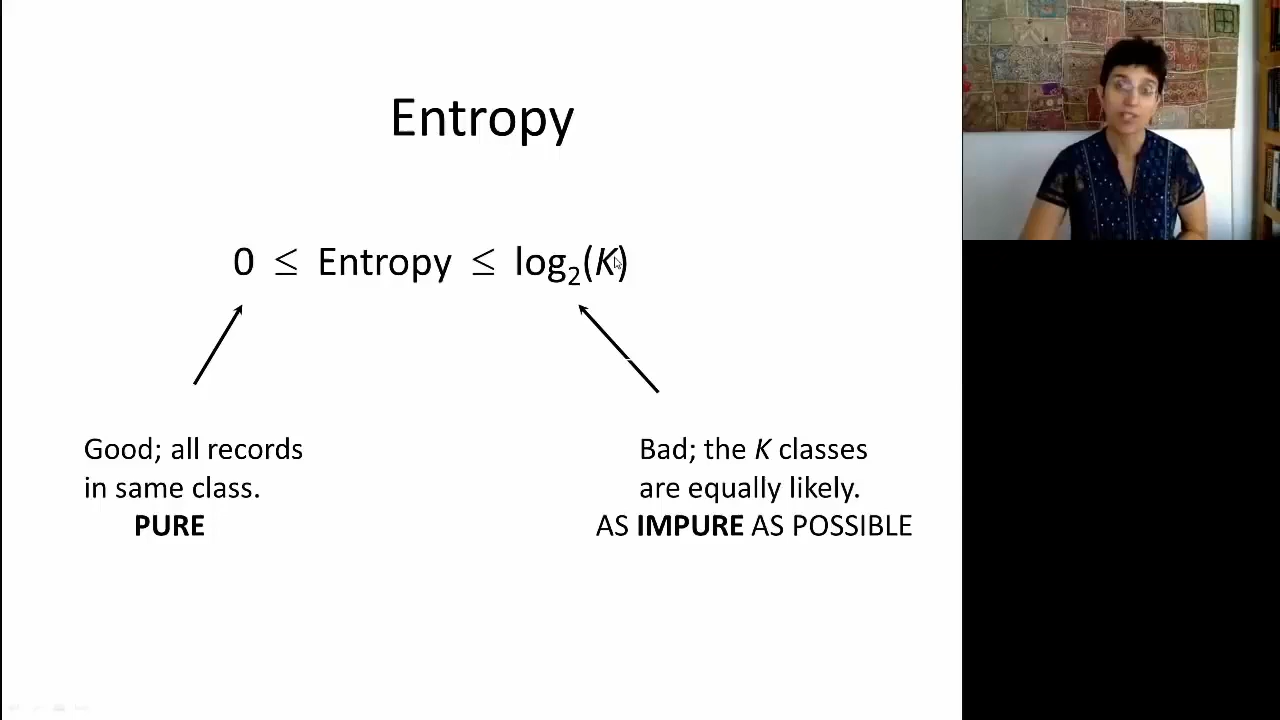 Entropy
0 ≤ Entropy ≤ log₂(K)
Good; all records
in same class.
PURE
Bad; the K classes
are equally likely.
AS IMPURE AS POSSIBLE